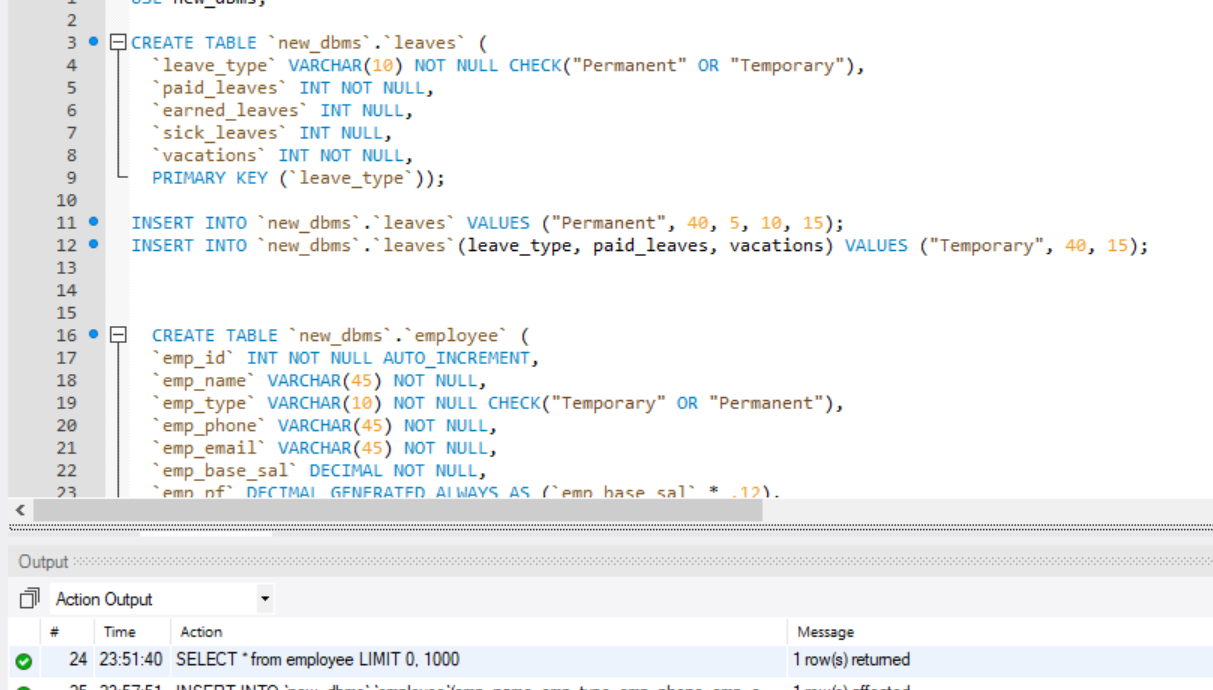 1 USE new_dbms;
2
3 CREATE TABLE `new_dbms`.`leaves` (
4 `leave_type` VARCHAR(10) NOT NULL CHECK("Permanent" OR "Temporary"),
5 `paid_leaves` INT NOT NULL,
6 `earned_leaves` INT NULL,
7 `sick_leaves` INT NULL,
8 `vacations` INT NOT NULL,
9 PRIMARY KEY (`leave_type`));
10
11 INSERT INTO `new_dbms`.`leaves` VALUES ("Permanent", 40, 5, 10, 15);
12 INSERT INTO `new_dbms`.`leaves`(leave_type, paid_leaves, vacations) VALUES ("Temporary", 40, 15);
13
14
15
16 CREATE TABLE `new_dbms`.`employee` (
17 `emp_id` INT NOT NULL AUTO_INCREMENT,
18 `emp_name` VARCHAR(45) NOT NULL,
19 `emp_type` VARCHAR(10) NOT NULL CHECK("Temporary" OR "Permanent"),
20 `emp_phone` VARCHAR(45) NOT NULL,
21 `emp_email` VARCHAR(45) NOT NULL,
22 `emp_base_sal` DECIMAL NOT NULL,
23 `emp_pf` DECIMAL GENERATED ALWAYS AS (`emp_base_sal` * .12),
Output
Action Output
# Time Action Message
24 23:51:40 SELECT * from employee LIMIT 0, 1000 1 row(s) returned
25 23:57:51 INSERT INTO `new_dbms`.`employee`(emp_name, emp_type, emp_phone, emp_e... 1 row(s) affected